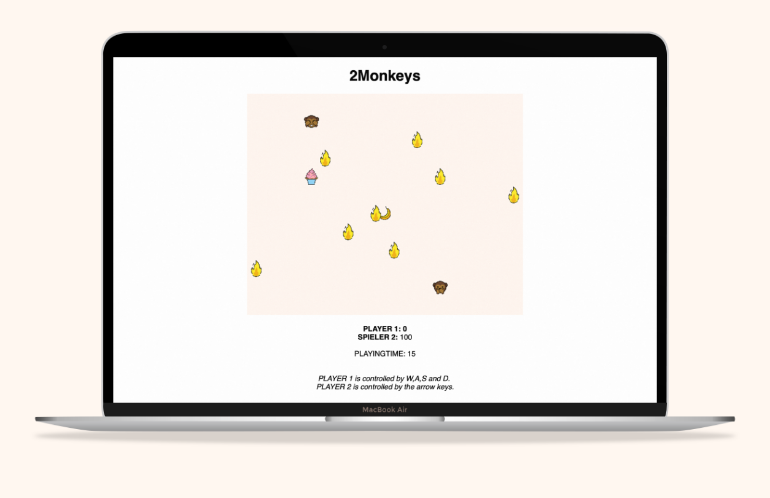 2Monkeys
PLAYER 1: 0
SPIELER 2: 100
PLAYINGTIME: 15
PLAYER 1 is controlled by W,A,S and D.
PLAYER 2 is controlled by the arrow keys.
MacBook Air